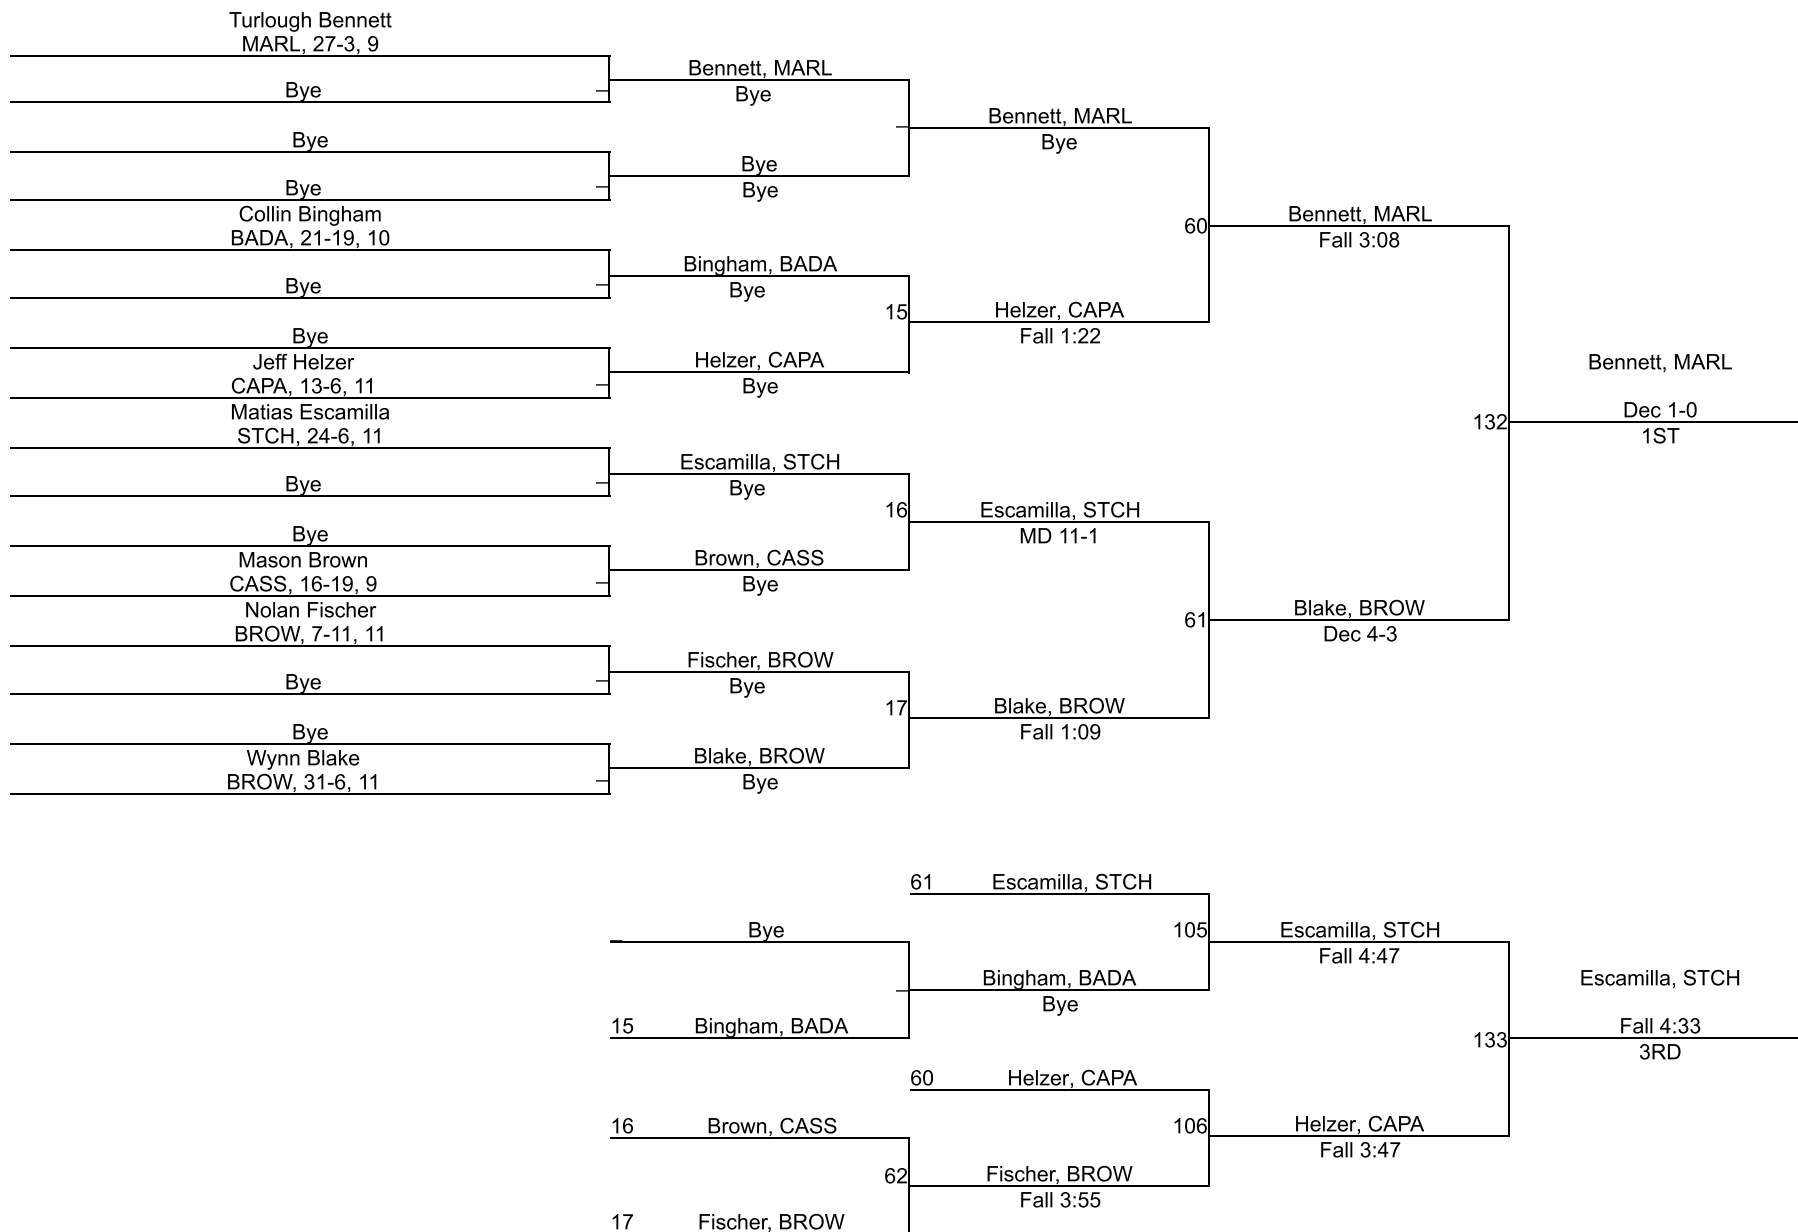 Turlough Bennett
MARL, 27-3, 9
Bye
Bye
Bye
Collin Bingham
BADA, 21-19, 10
Bye
Bye
Jeff Helzer
CAPA, 13-6, 11
Matias Escamilla
STCH, 24-6, 11
Bye
Bye
Mason Brown
CASS, 16-19, 9
Nolan Fischer
BROW, 7-11, 11
Bye
Bye
Wynn Blake
BROW, 31-6, 11
Bennett, MARL
Bye
Bye
Bye
Bingham, BADA
Bye
Helzer, CAPA
Bye
Escamilla, STCH
Bye
Brown, CASS
Bye
Fischer, BROW
Bye
Blake, BROW
Bye
Bennett, MARL
Bye
15
Helzer, CAPA
Fall 1:22
16
Escamilla, STCH
MD 11-1
17
Blake, BROW
Fall 1:09
60
Bennett, MARL
Fall 3:08
61
Blake, BROW
Dec 4-3
132
Bennett, MARL
Dec 1-0
1ST
Bye
15 Bingham, BADA
16 Brown, CASS
17 Fischer, BROW
61 Escamilla, STCH
Bingham, BADA
Bye
60 Helzer, CAPA
62
Fischer, BROW
Fall 3:55
105
Escamilla, STCH
Fall 4:47
106
Helzer, CAPA
Fall 3:47
133
Escamilla, STCH
Fall 4:33
3RD